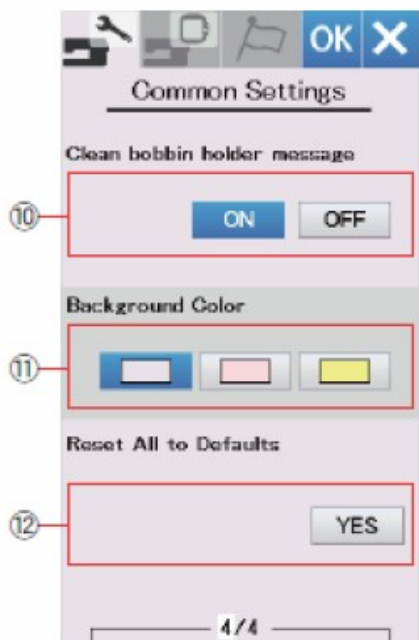 OK
Common Settings
Clean bobbin holder message
⑩ ON OFF
Background Color
⑪
Reset All to Defaults
⑫ YES
4/4